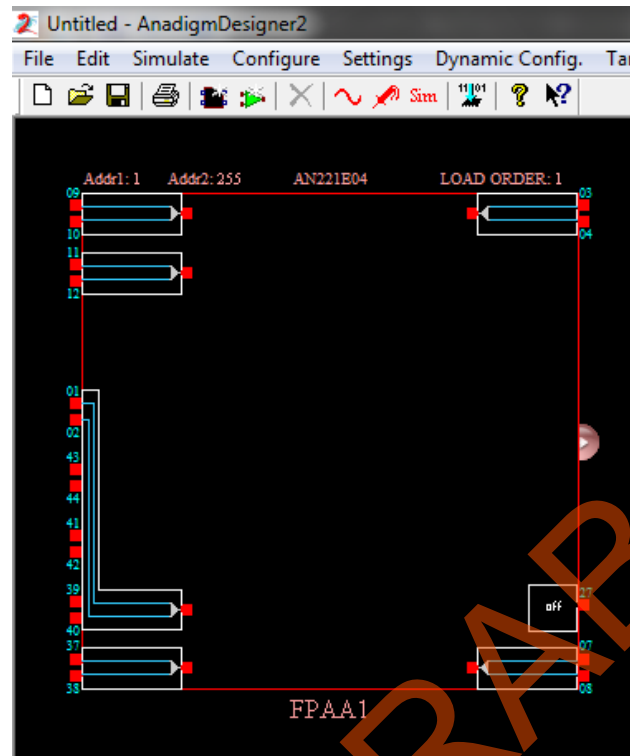 Untitled - AnadigmDesigner2
File Edit Simulate Configure Settings Dynamic Config. Tar
Sim
Addr1: 1 Addr2: 255 AN221E04 LOAD ORDER: 1
09 03
10 04
11
12
01
02
43
44
41
42
39 27
off
40
37 07
38 08
FPAA1